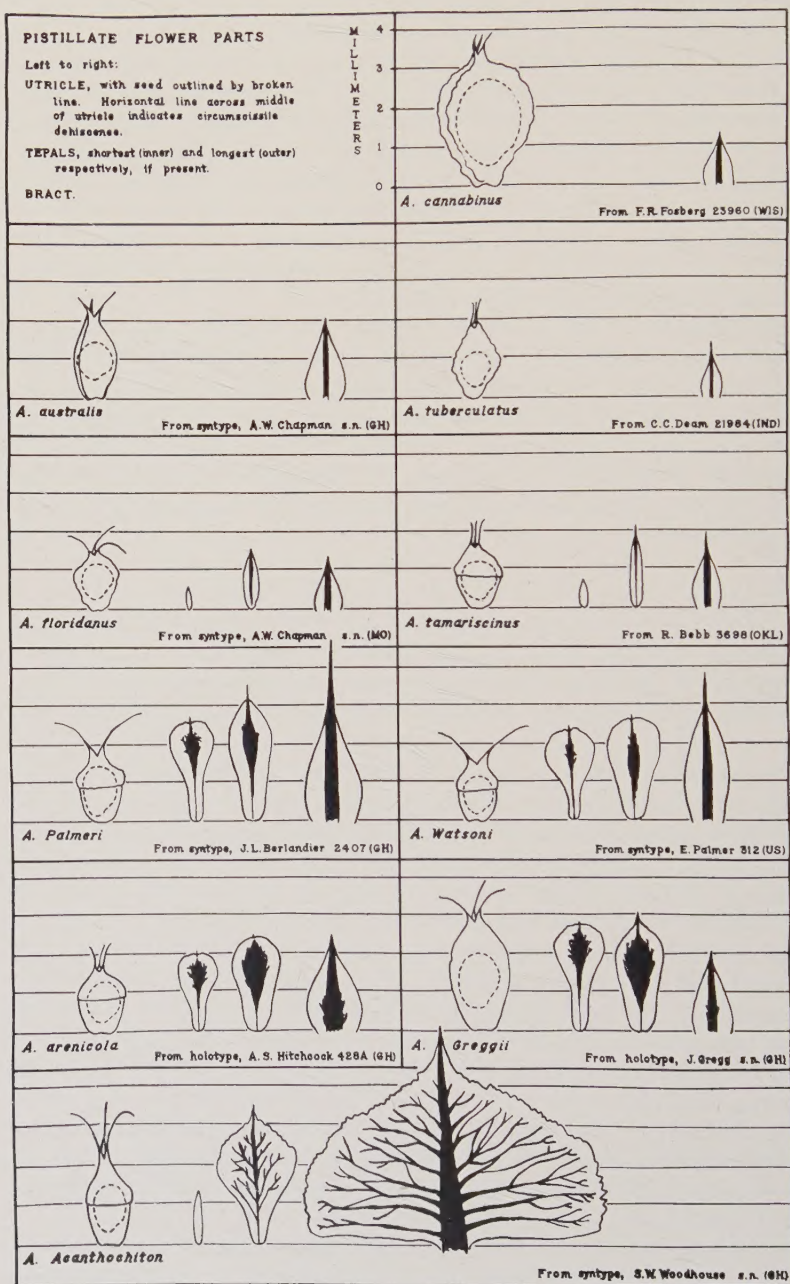 PISTILLATE FLOWER PARTS
Left to right:
UTRICLE, with seed outlined by broken
line. Horizontal line across middle
of utricle indicates circumscissile
dehiscence.
TEPALS, shortest (inner) and longest (outer)
respectively, if present.
BRACT.
MILLIMETERS
4
3
2
1
0
A. cannabinus
From F.R. Fosberg 23960 (WIS)
A. australis
From syntype, A.W. Chapman s.n. (GH)
A. tuberculatus
From C.C. Deam 21984 (IND)
A. floridanus
From syntype, A.W. Chapman s.n. (MO)
A. tamariscinus
From R. Bebb 3698 (OKL)
A. Palmeri
From syntype, J.L. Berlandier 2407 (GH)
A. Watsoni
From syntype, E. Palmer 312 (US)
A. arenicola
From holotype, A.S. Hitchcock 428A (GH)
A. Greggii
From holotype, J. Gregg s.n. (GH)
A. Acanthochiton
From syntype, S.W. Woodhouse s.n. (GH)